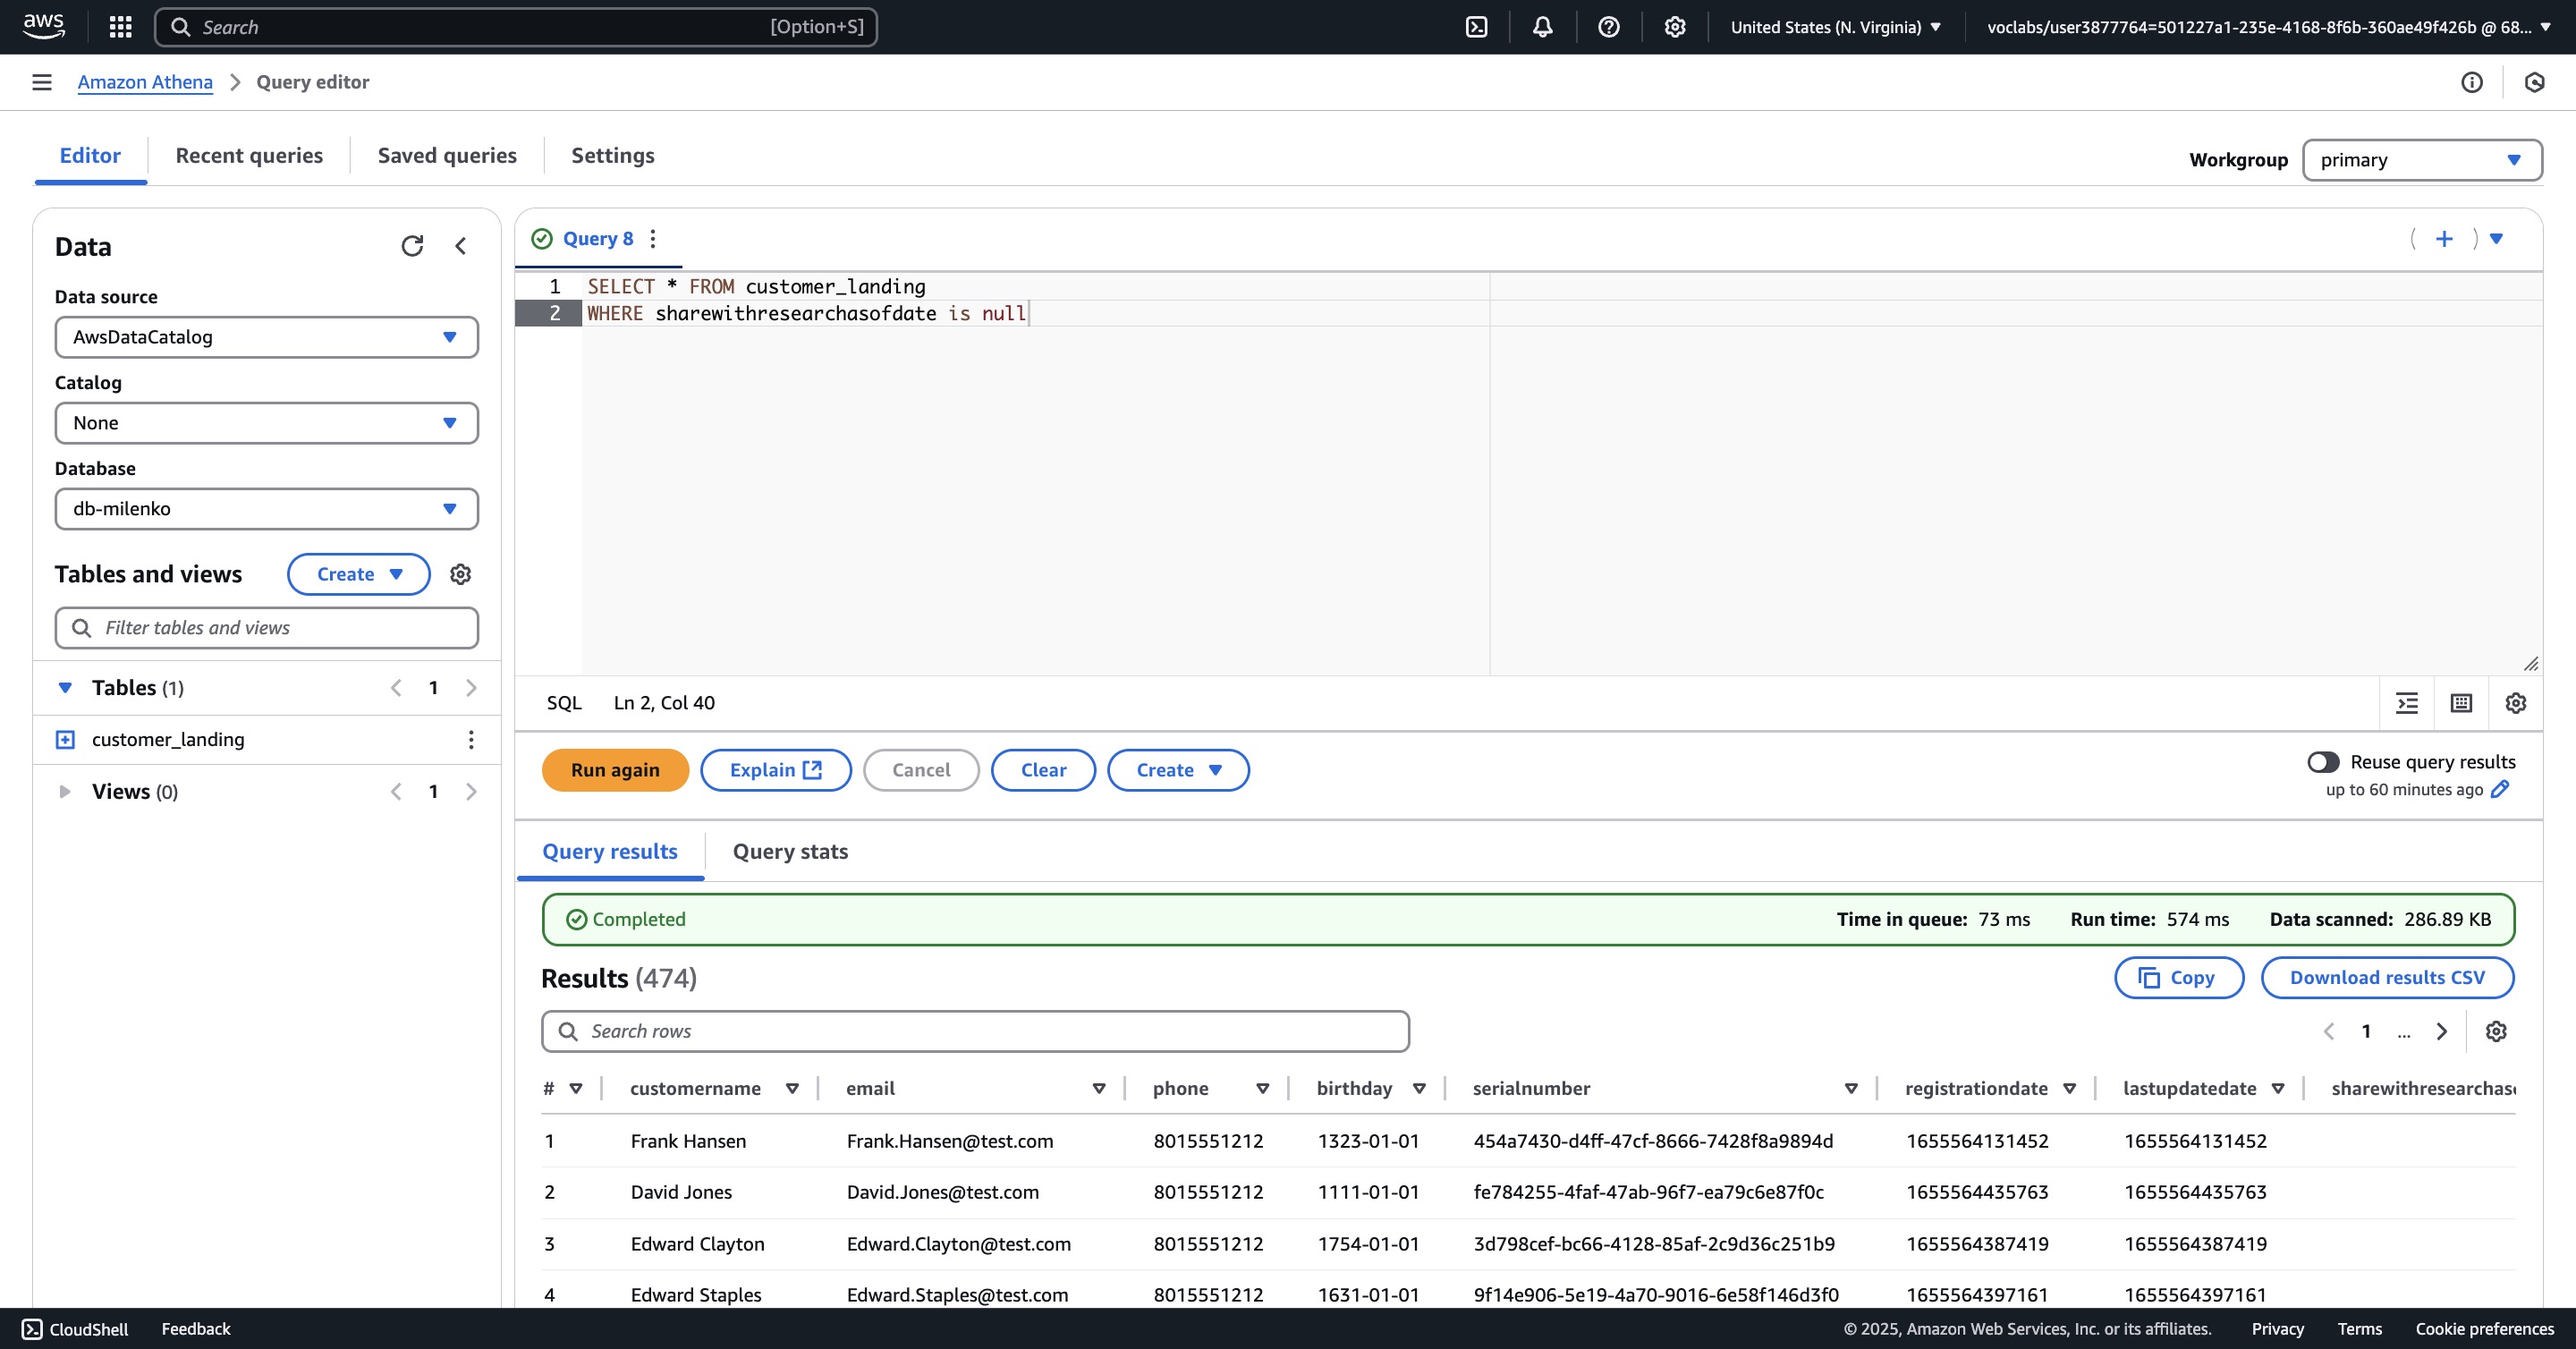 aws
Search [Option+S]
United States (N. Virginia)
voclabs/user3877764=501227a1-235e-4168-8f6b-360ae49f426b @ 68...
Amazon Athena > Query editor
Editor Recent queries Saved queries Settings
Workgroup primary
Data
Data source
AwsDataCatalog
Catalog
None
Database
db-milenko
Tables and views Create
Filter tables and views
Tables (1) 1
customer_landing
Views (0) 1
Query 8
1 SELECT * FROM customer_landing
2 WHERE sharewithresearchasofdate is null
SQL Ln 2, Col 40
Run again Explain Cancel Clear Create
Reuse query results
up to 60 minutes ago
Query results Query stats
Completed Time in queue: 73 ms Run time: 574 ms Data scanned: 286.89 KB
Results (474) Copy Download results CSV
Search rows 1 ...
# customername email phone birthday serialnumber registrationdate lastupdatedate
1 Frank Hansen Frank.Hansen@test.com 8015551212 1323-01-01 454a7430-d4ff-47cf-8666-7428f8a9894d 1655564131452 1655564131452
2 David Jones David.Jones@test.com 8015551212 1111-01-01 fe784255-4faf-47ab-96f7-ea79c6e87f0c 1655564435763 1655564435763
3 Edward Clayton Edward.Clayton@test.com 8015551212 1754-01-01 3d798cef-bc66-4128-85af-2c9d36c251b9 1655564387419 1655564387419
4 Edward Staples Edward.Staples@test.com 8015551212 1631-01-01 9f14e906-5e19-4a70-9016-6e58f146d3f0 1655564397161 1655564397161
CloudShell Feedback © 2025, Amazon Web Services, Inc. or its affiliates. Privacy Terms Cookie preferences